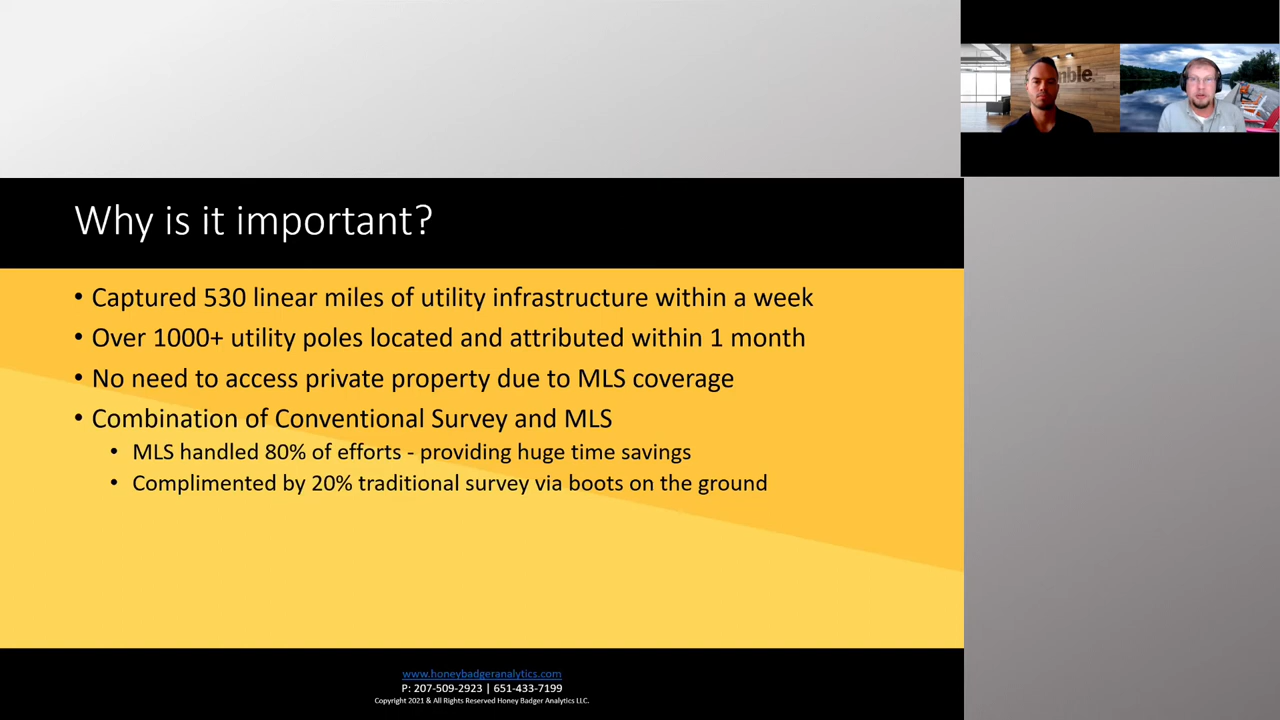 Why is it important?
• Captured 530 linear miles of utility infrastructure within a week
• Over 1000+ utility poles located and attributed within 1 month
• No need to access private property due to MLS coverage
• Combination of Conventional Survey and MLS
• MLS handled 80% of efforts - providing huge time savings
• Complimented by 20% traditional survey via boots on the ground
www.honeybadgeranalytics.com
P: 207-509-2923 | 651-433-7199
Copyright 2021 & All Rights Reserved Honey Badger Analytics LLC.